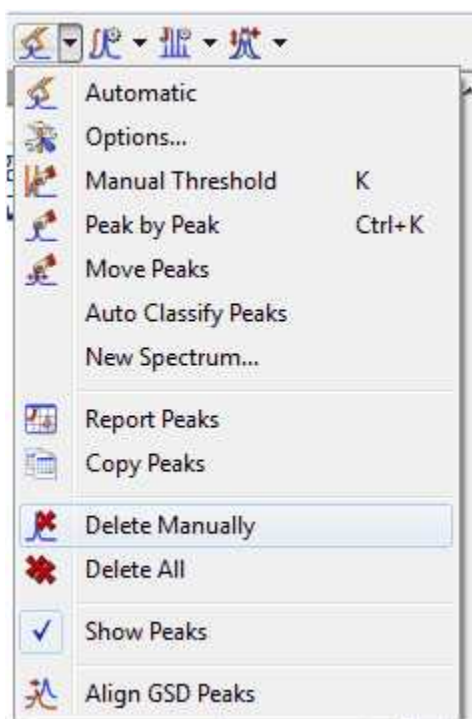 Automatic
Options...
Manual Threshold K
Peak by Peak Ctrl+K
Move Peaks
Auto Classify Peaks
New Spectrum...
Report Peaks
Copy Peaks
Delete Manually
Delete All
Show Peaks
Align GSD Peaks